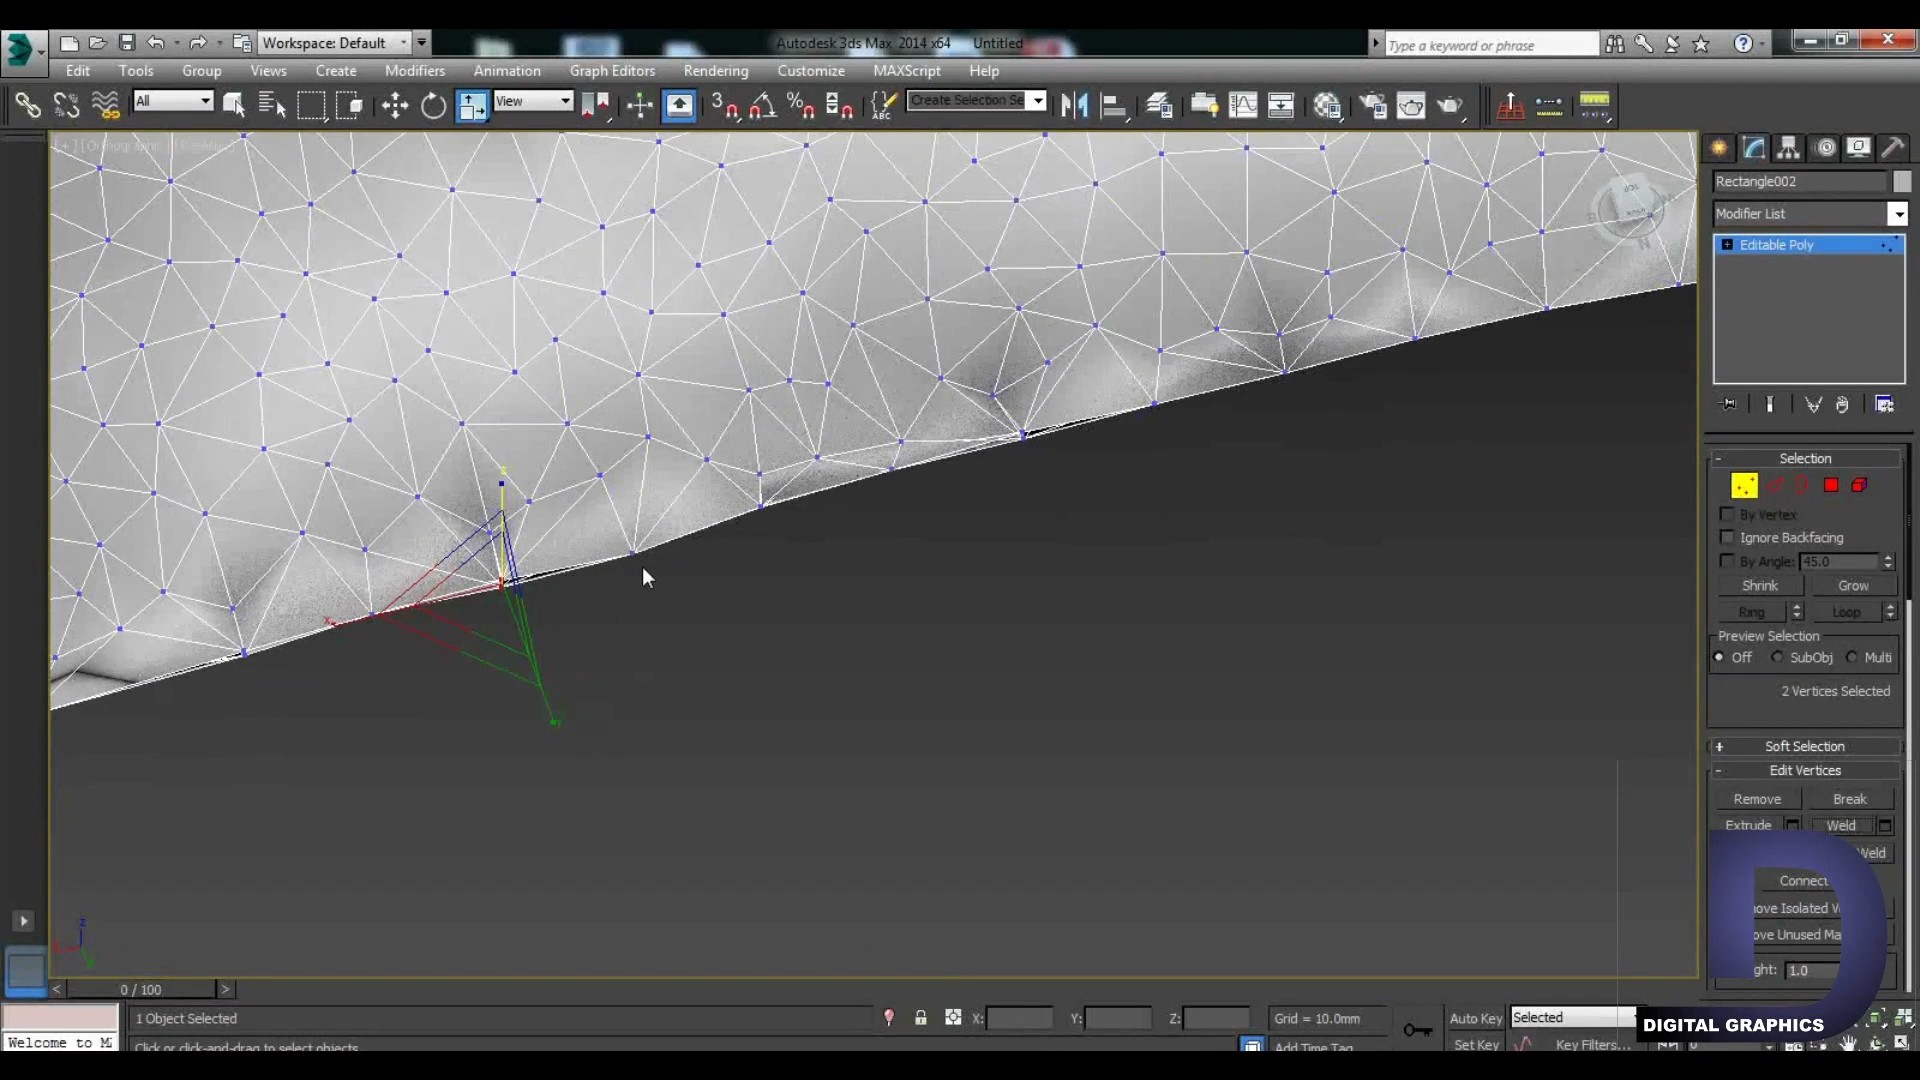 Workspace: Default
Autodesk 3ds Max 2014 x64 Untitled
Type a keyword or phrase
Edit Tools Group Views Create Modifiers Animation Graph Editors Rendering Customize MAXScript Help
All
View
3
%
ABC
Create Selection Se
TOP
N
Rectangle002
Modifier List
Editable Poly
Selection
By Vertex
Ignore Backfacing
By Angle: 45.0
Shrink Grow
Ring Loop
Preview Selection
Off SubObj Multi
2 Vertices Selected
Soft Selection
Edit Vertices
Remove Break
Extrude Weld
Weld
Connect
ove Isolated V
ove Unused Ma
ght: 1.0
z
x
y
z
0 / 100
1 Object Selected
X: Y: Z:
Grid = 10.0mm
Auto Key Selected
Welcome to M
Click or click-and-drag to select objects
Add Time Tag
Set Key Key Filters...
0
DIGITAL GRAPHICS